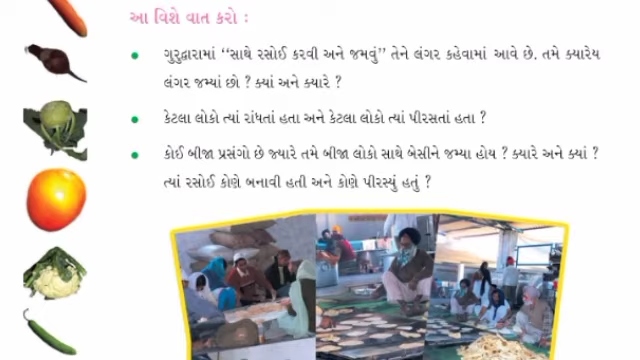 આ વિશે વાત કરો :
ગુરુદ્વારામાં “સાથે રસોઈ કરવી અને જમવું” તેને લંગર કહેવામાં આવે છે. તમે ક્યારેય
લંગર જમ્યાં છો ? ક્યાં અને ક્યારે ?
કેટલા લોકો ત્યાં રાંધતાં હતા અને કેટલા લોકો ત્યાં પીરસતાં હતા ?
કોઈ બીજા પ્રસંગો છે જ્યારે તમે બીજા લોકો સાથે બેસીને જમ્યા હોય ? ક્યારે અને ક્યાં ?
ત્યાં રસોઈ કોણે બનાવી હતી અને કોણે પીરસ્યું હતું ?